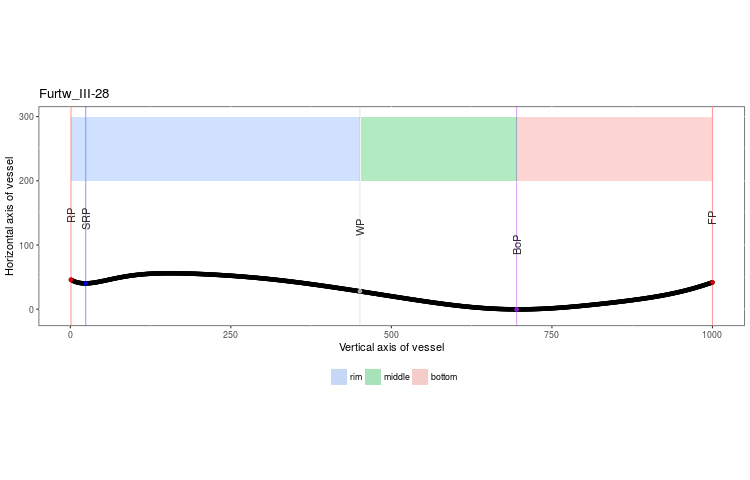 Furtw_III-28
300
200
100
0
Horizontal axis of vessel
RP
SRP
WP
BoP
FP
0
250
500
750
1000
Vertical axis of vessel
rim
middle
bottom